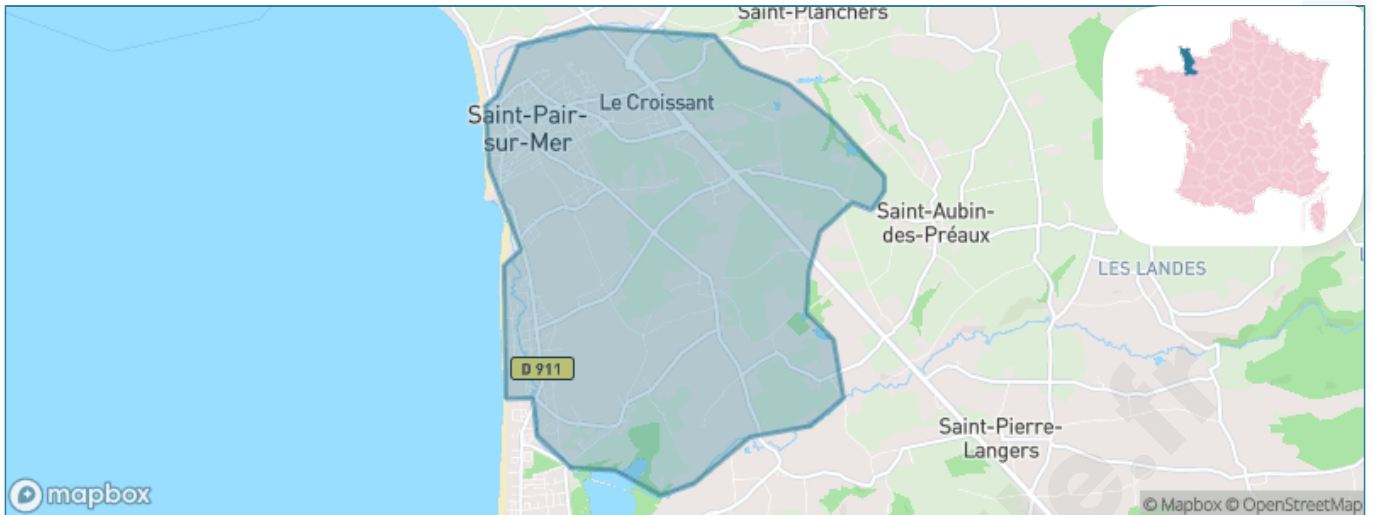 Saint-Planchers
Le Croissant
Saint-Pair-
sur-Mer
Saint-Aubin-
des-Préaux
LES LANDES
D 911
Saint-Pierre-
Langers
mapbox
© Mapbox © OpenStreetMap